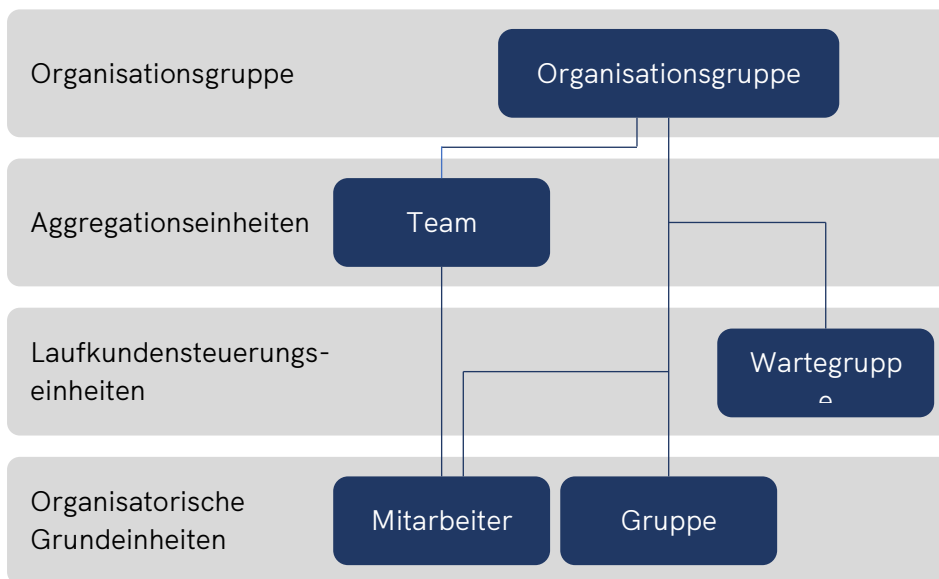 Organisationsgruppe
Organisationsgruppe
Aggregationseinheiten
Team
Laufkundensteuerungs-
einheiten
Wartegrupp
e
Organisatorische
Grundeinheiten
Mitarbeiter
Gruppe